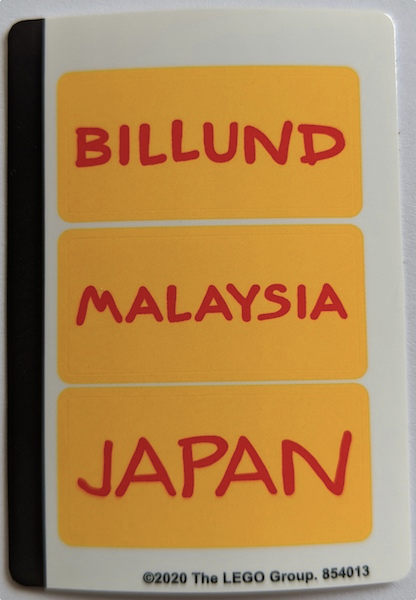 BILLUND
MALAYSIA
JAPAN
©2020 The LEGO Group. 854013